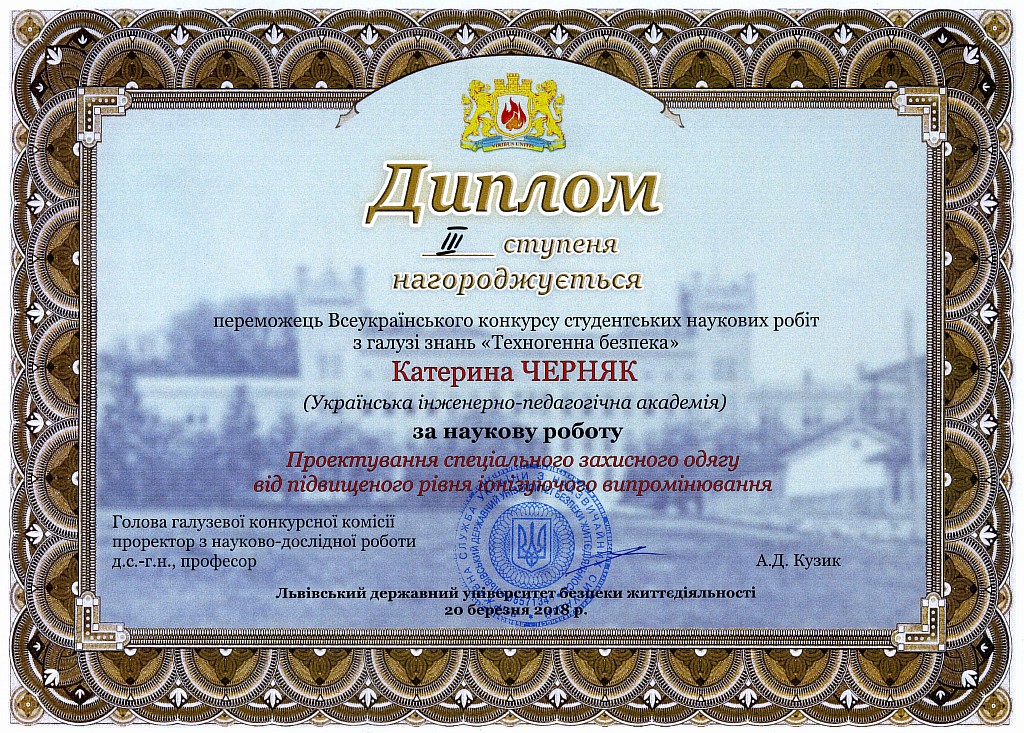 VIRIBUS UNITIS
Диплом
III ступеня
нагороджується
переможець Всеукраїнського конкурсу студентських наукових робіт
з галузі знань «Техногенна безпека»
Катерина ЧЕРНЯК
(Українська інженерно-педагогічна академія)
за наукову роботу
Проектування спеціального захисного одягу
від підвищеного рівня іонізуючого випромінювання
Голова галузевої конкурсної комісії
проректор з науково-дослідної роботи
д.с.-г.н., професор
А.Д. Кузик
Львівський державний університет безпеки життєдіяльності
20 березня 2018 р.